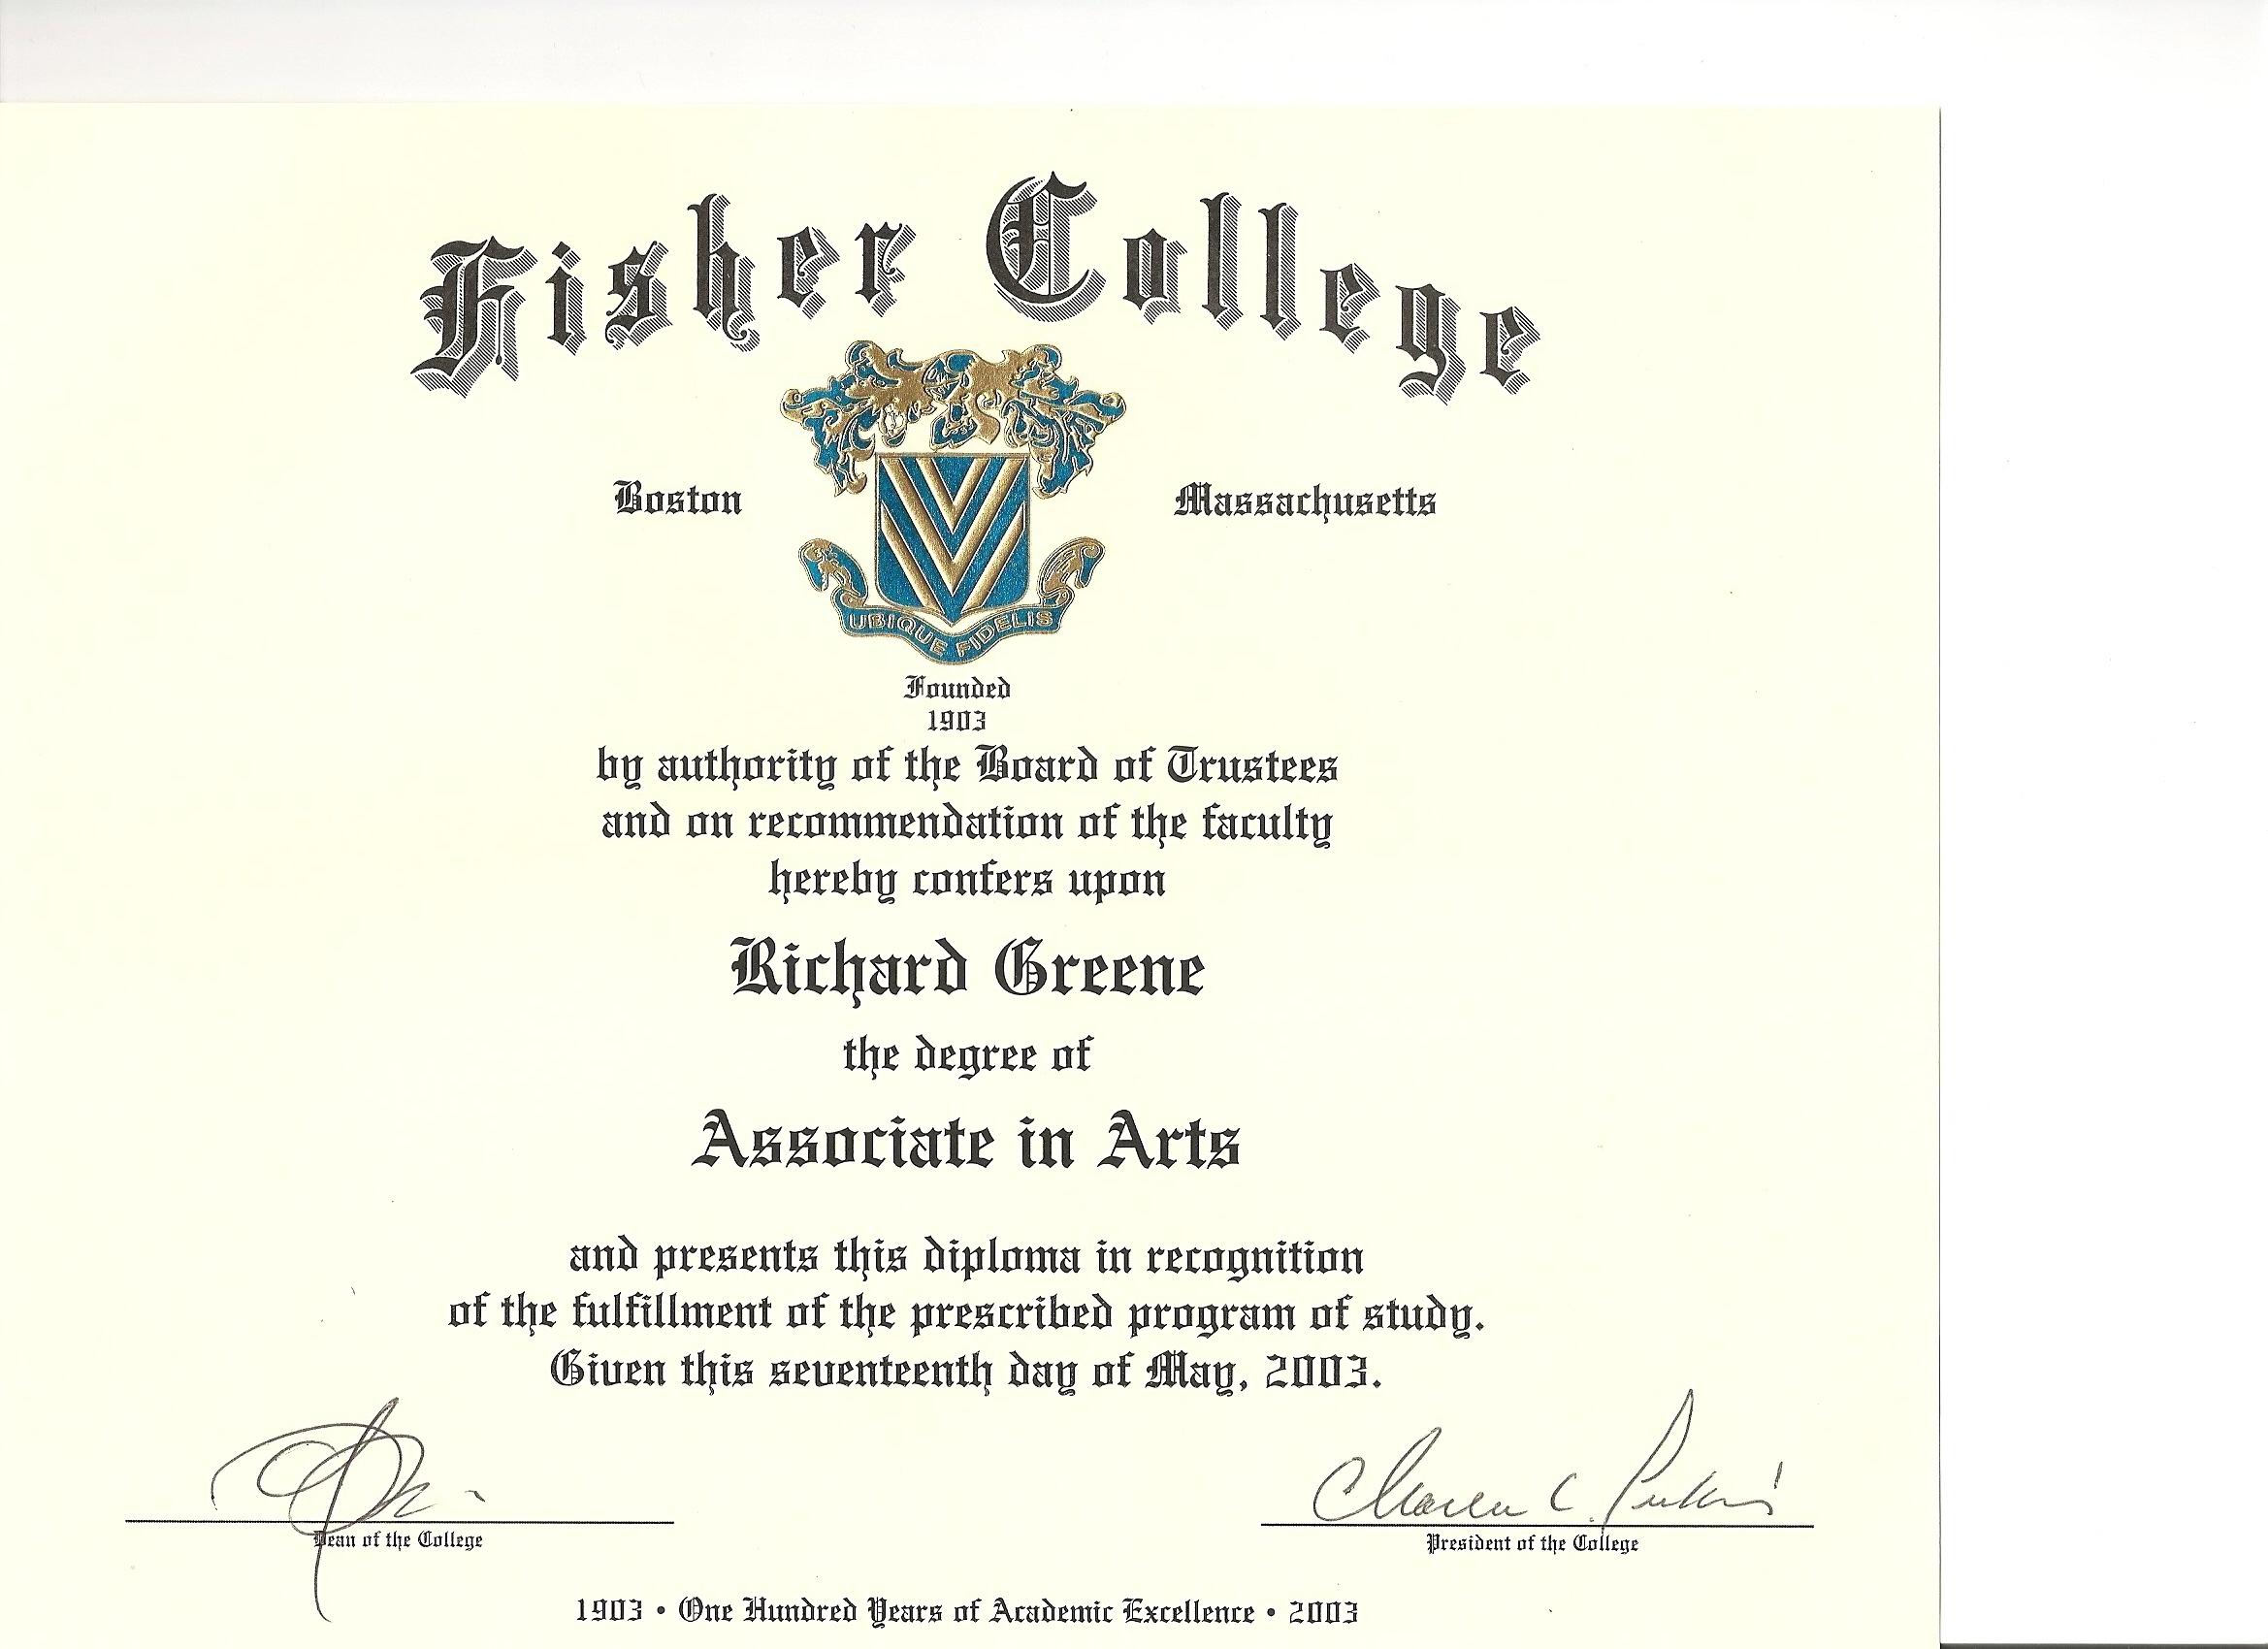 Fisher College
Boston Massachusetts
UBIQUE FIDELIS
Founded
1903
by authority of the Board of Trustees
and on recommendation of the faculty
hereby confers upon
Richard Greene
the degree of
Associate in Arts
and presents this diploma in recognition
of the fulfillment of the prescribed program of study.
Given this seventeenth day of May, 2003.
Dean of the College
President of the College
1903 • One Hundred Years of Academic Excellence • 2003